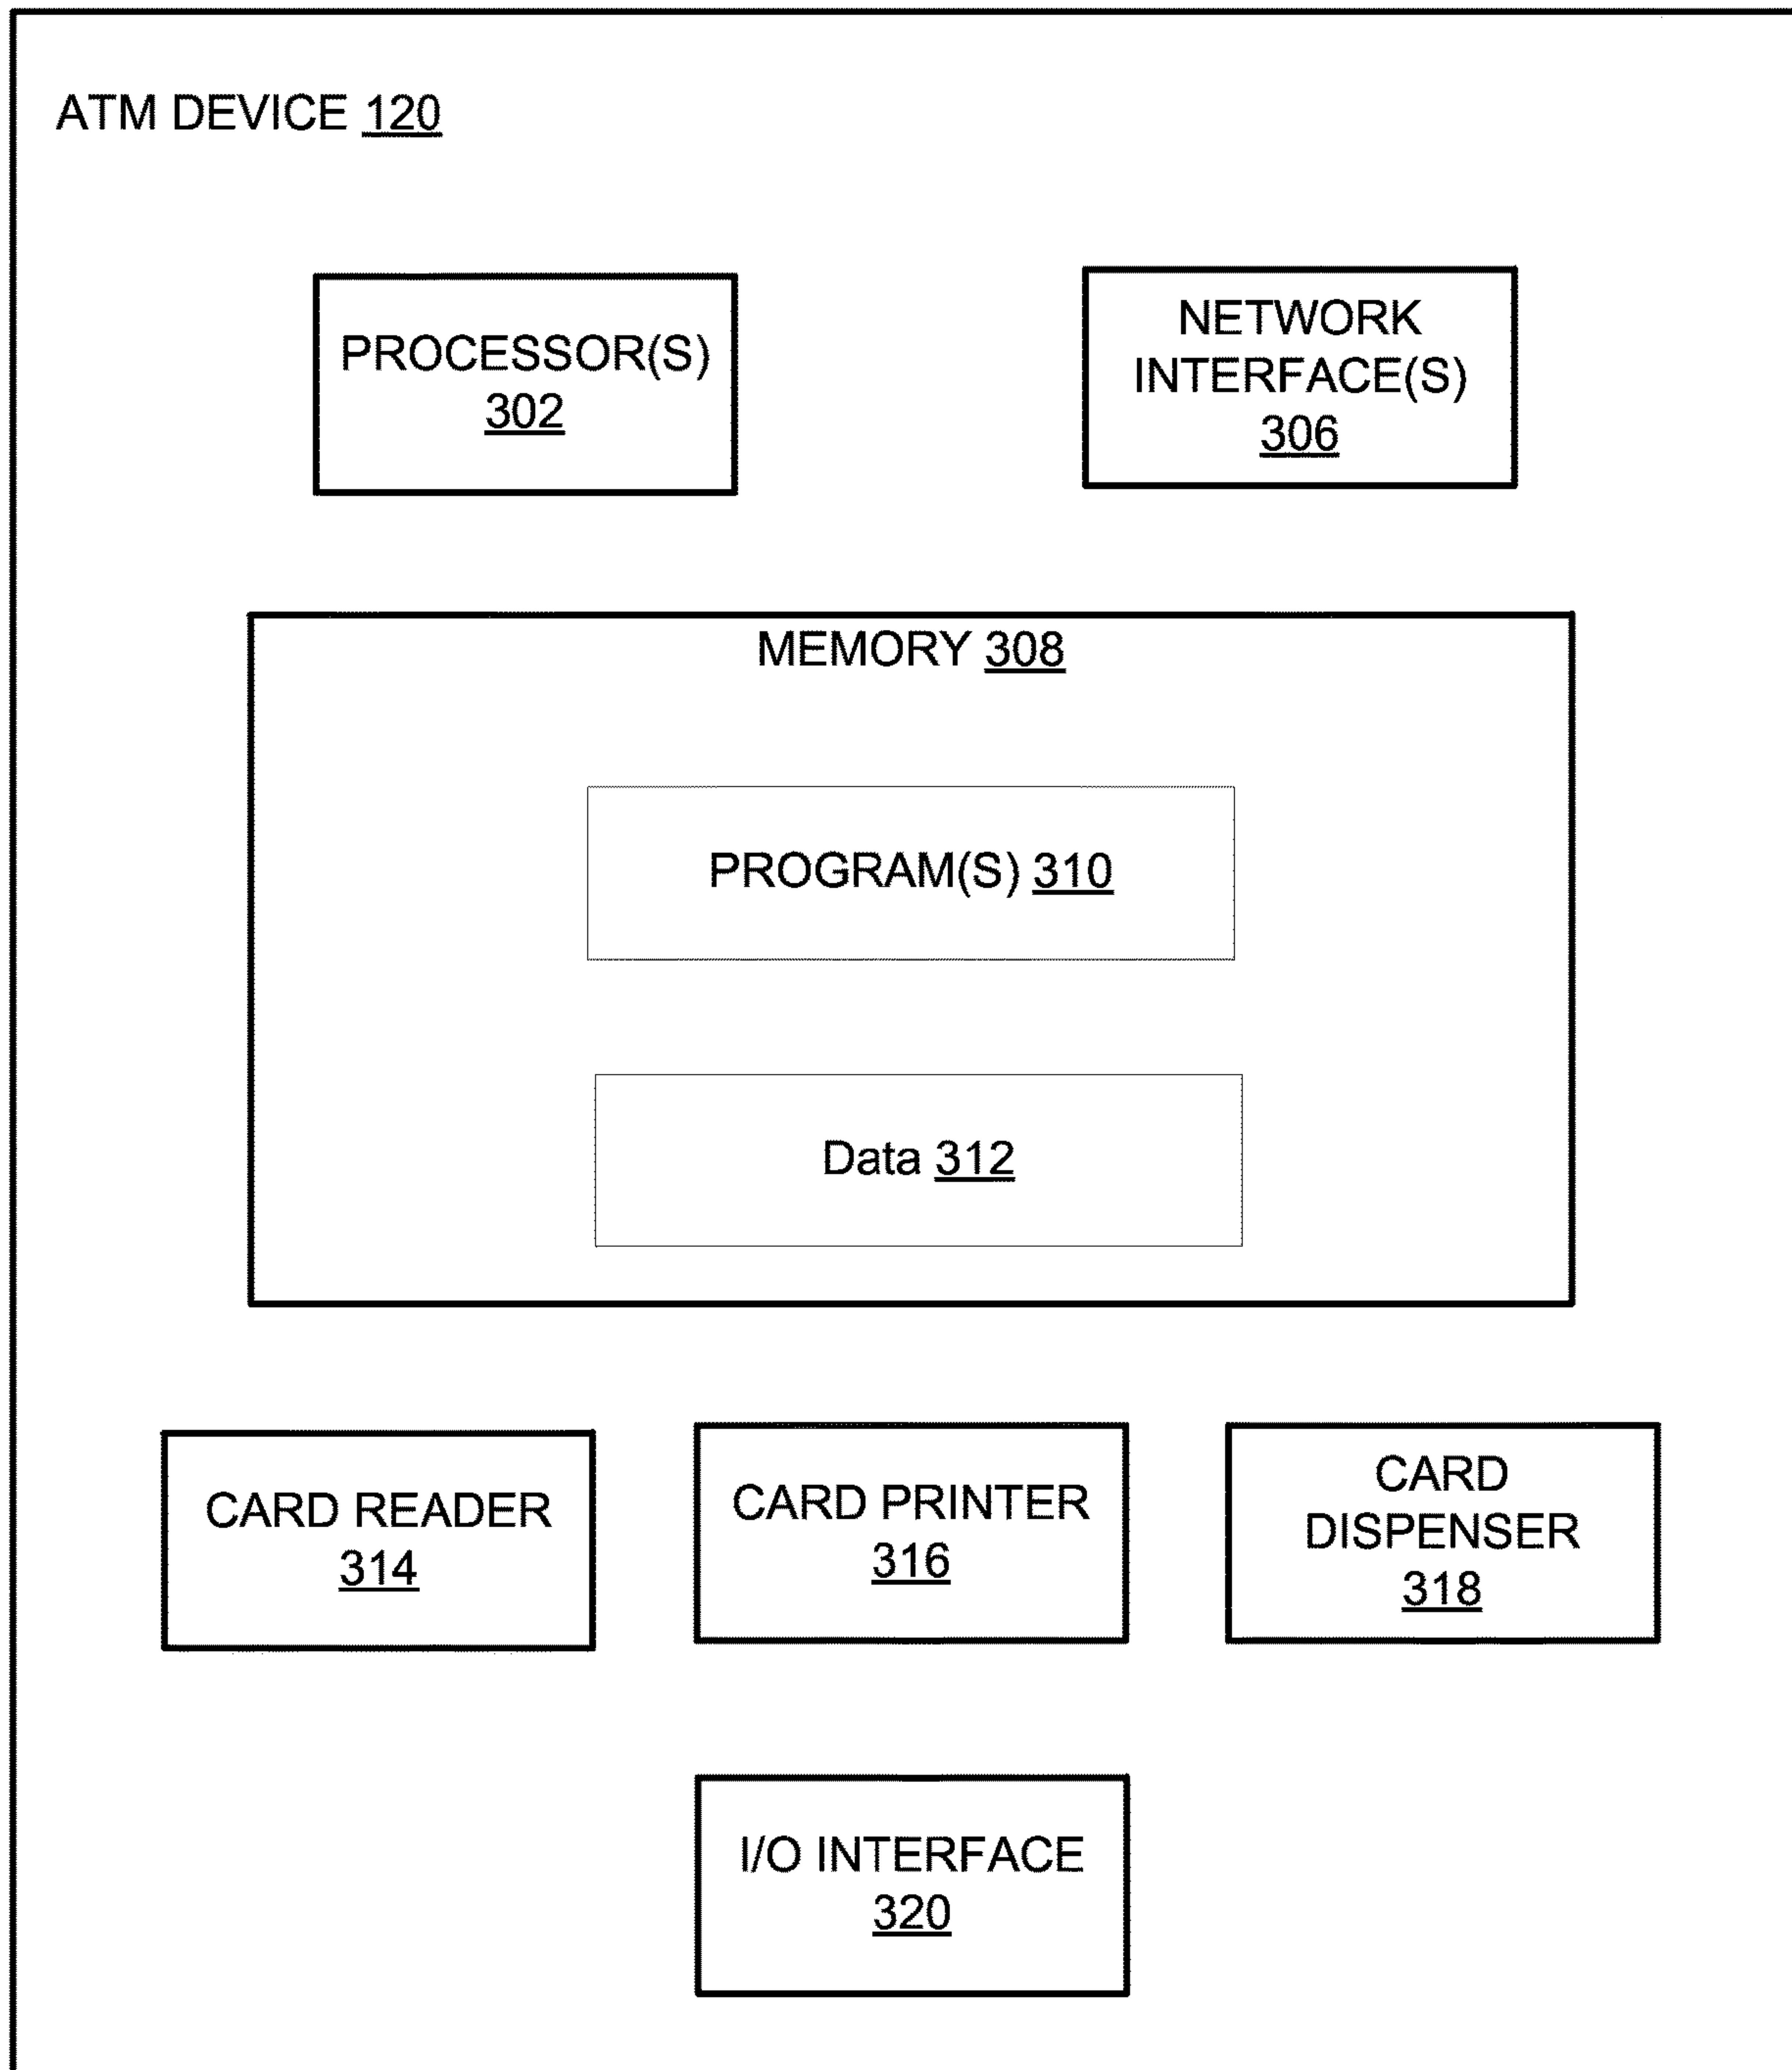 ATM DEVICE 120
PROCESSOR(S)
302
NETWORK
INTERFACE(S)
306
MEMORY 308
PROGRAM(S) 310
Data 312
CARD READER
314
CARD PRINTER
316
CARD
DISPENSER
318
I/O INTERFACE
320